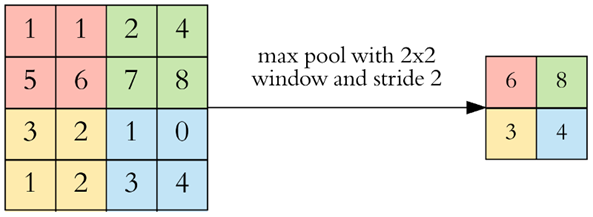 1 1 2 4
5 6 7 8
3 2 1 0
1 2 3 4
max pool with 2x2
window and stride 2
6 8
3 4